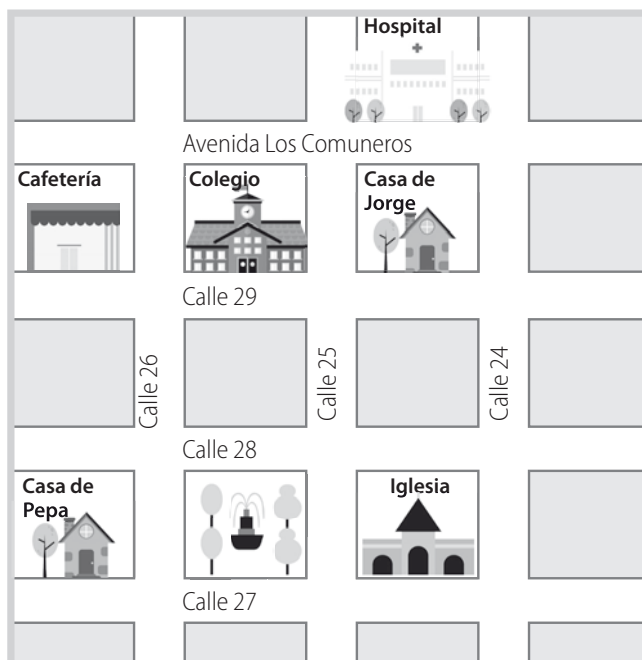 Hospital
Avenida Los Comuneros
Cafetería
Colegio
Casa de
Jorge
Calle 29
Calle 26
Calle 25
Calle 24
Calle 28
Casa de
Pepa
Iglesia
Calle 27